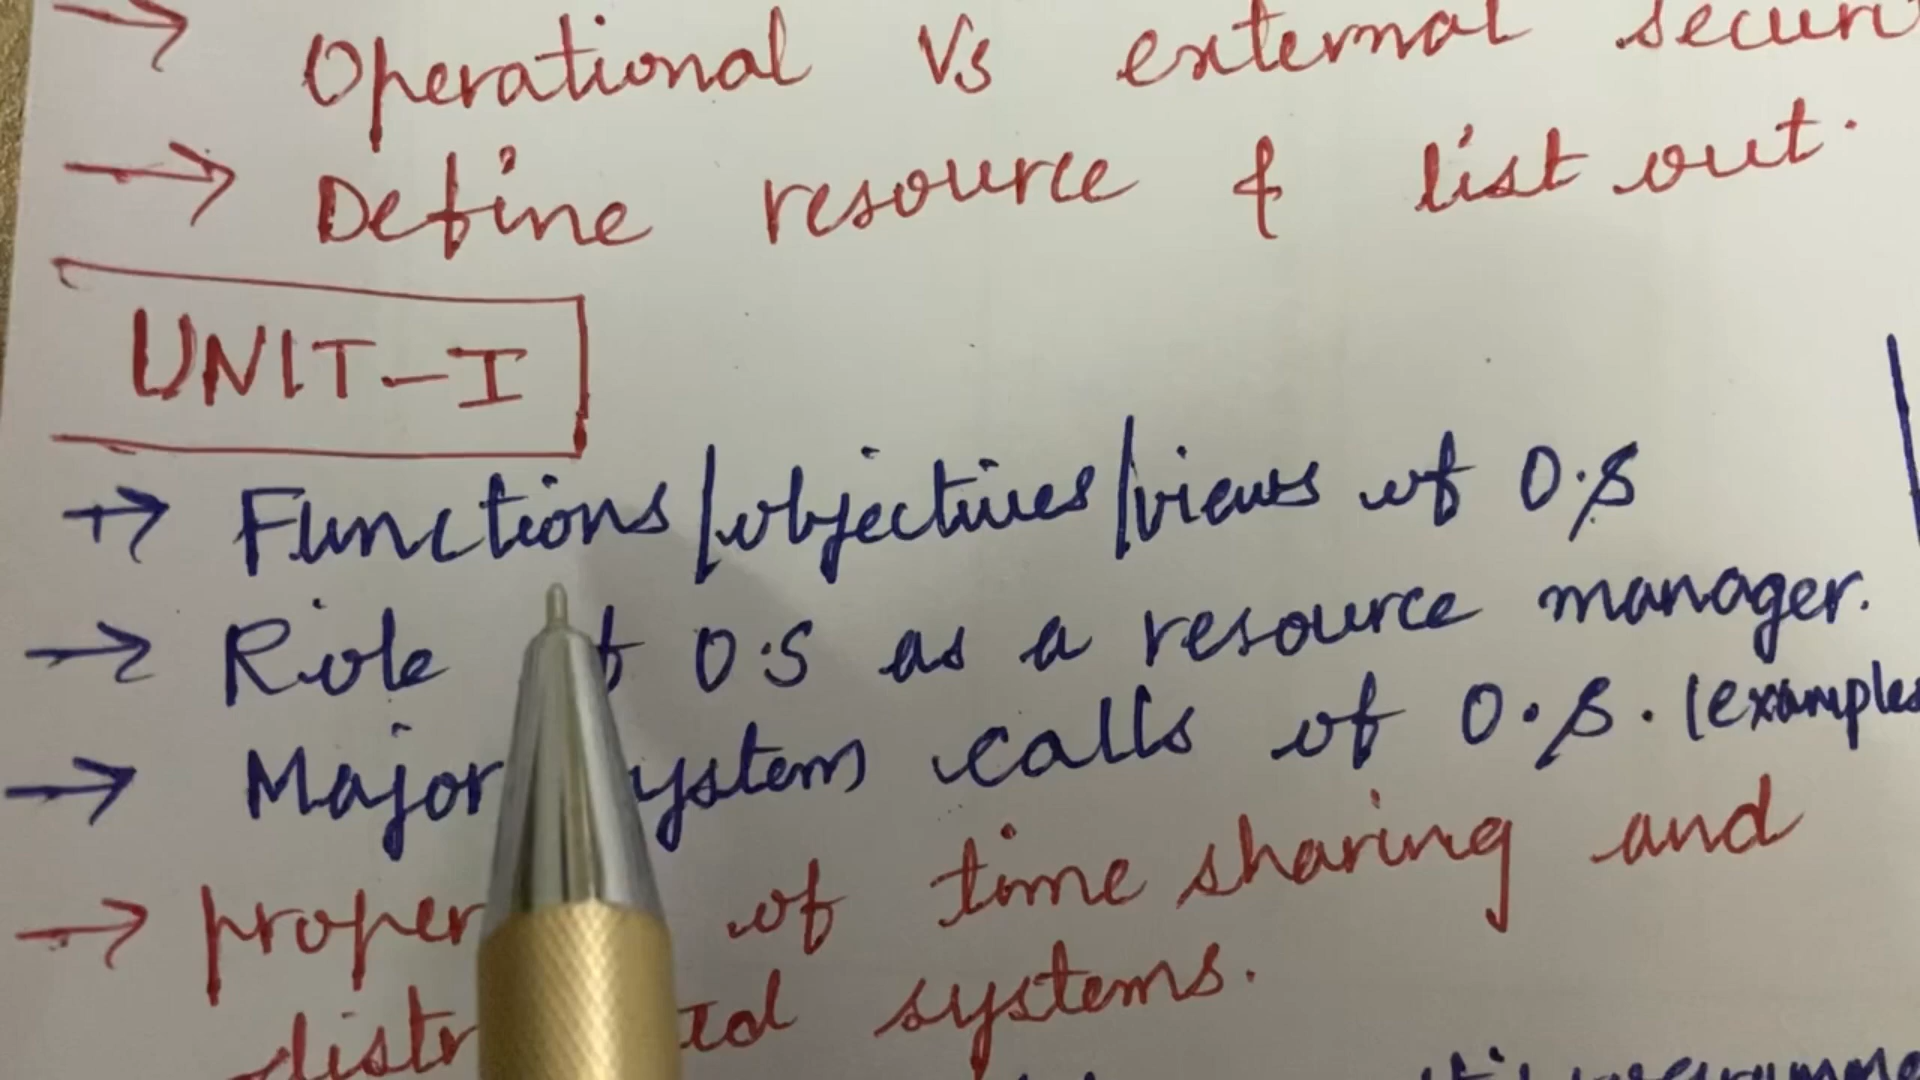 → Operational Vs external
→ Define resource & list out.
UNIT-I
→ Functions/objectives/views of O.S
→ Role O.S as a resource manager.
→ Major calls of O.S. (examples
→ of time sharing and
systems.